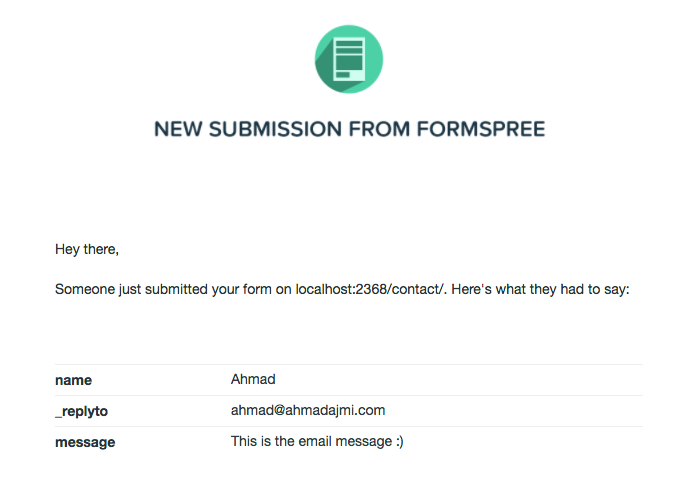 NEW SUBMISSION FROM FORMSPREE
Hey there,
Someone just submitted your form on localhost:2368/contact/. Here's what they had to say:
name Ahmad
_replyto ahmad@ahmadajmi.com
message This is the email message :)